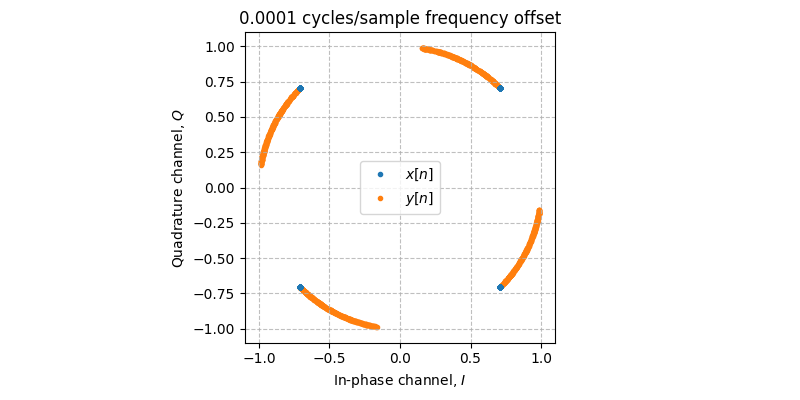 0.0001 cycles/sample frequency offset
1.00
0.75
0.50
0.25
0.00
−0.25
−0.50
−0.75
−1.00
Quadrature channel, Q
x[n]
y[n]
−1.0 −0.5 0.0 0.5 1.0
In-phase channel, I